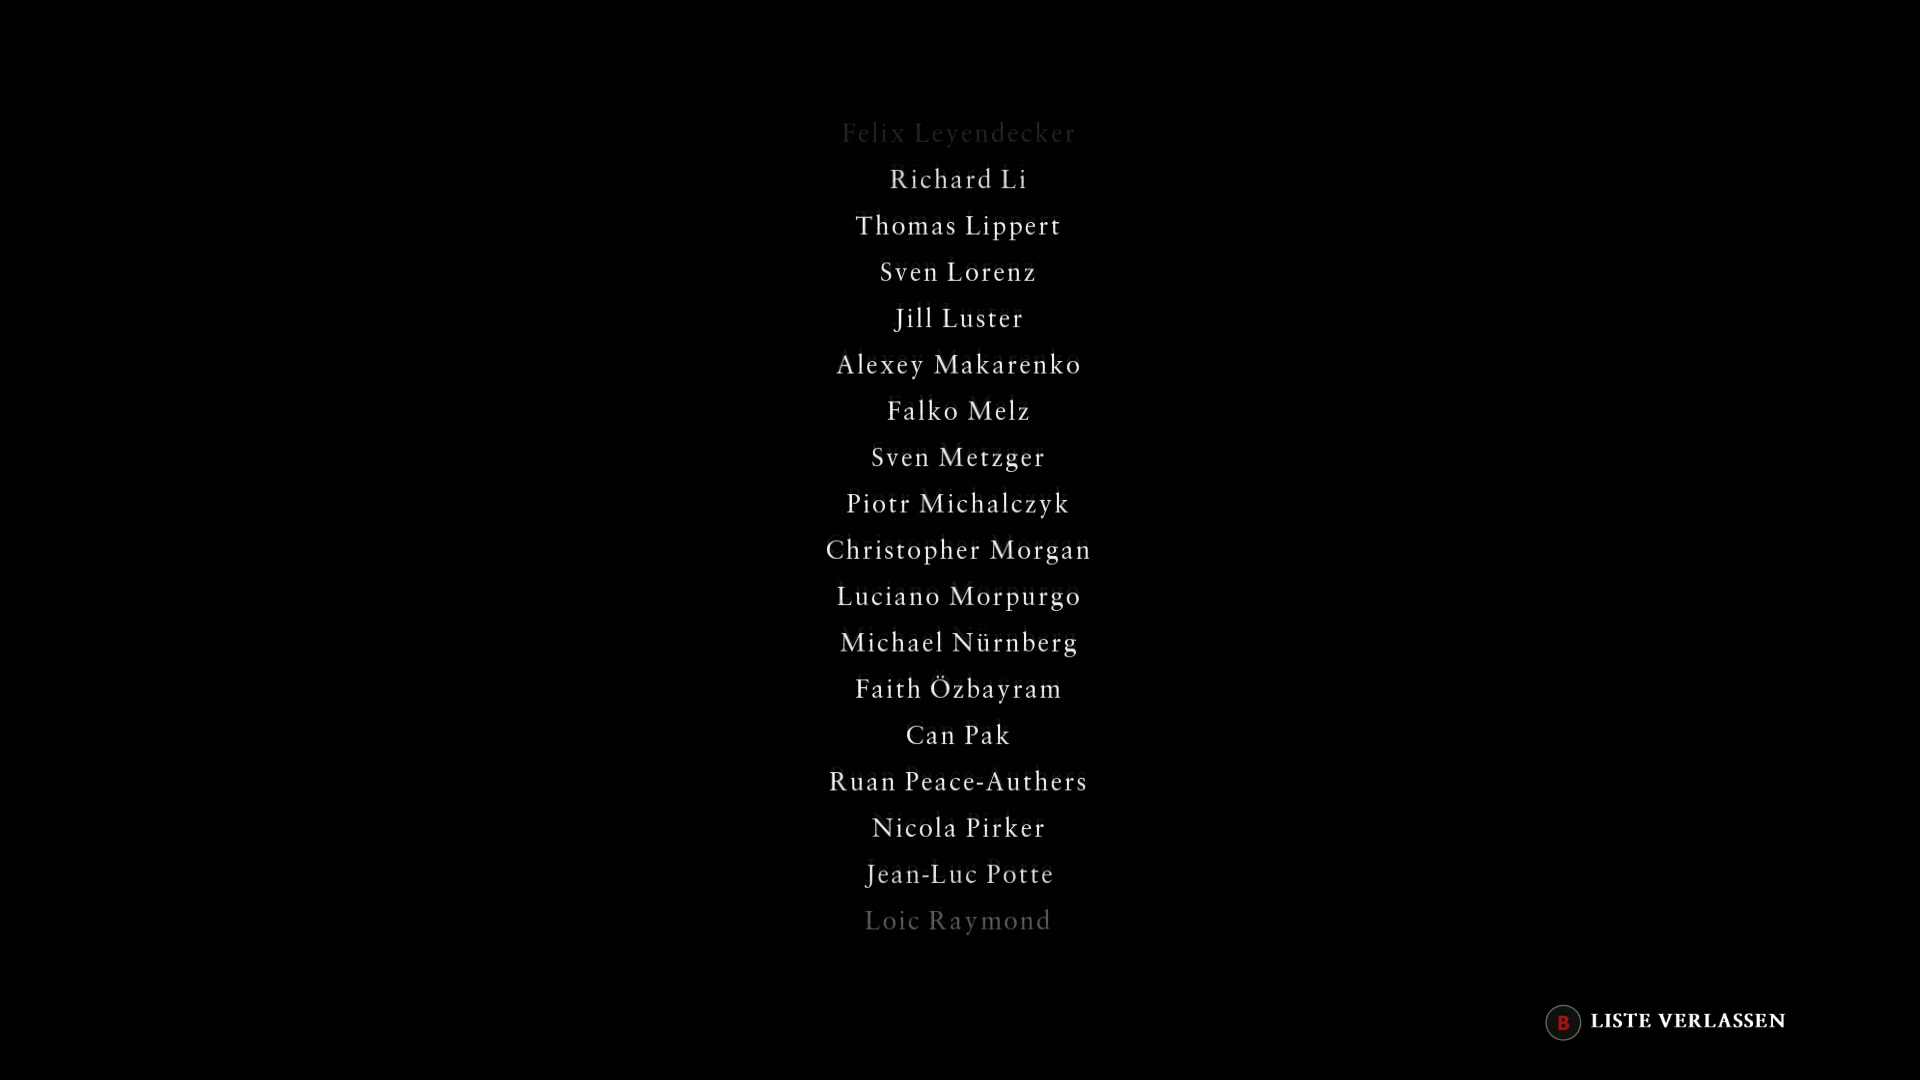 Felix Leyendecker
Richard Li
Thomas Lippert
Sven Lorenz
Jill Luster
Alexey Makarenko
Falko Melz
Sven Metzger
Piotr Michalczyk
Christopher Morgan
Luciano Morpurgo
Michael Nürnberg
Faith Özbayram
Can Pak
Ruan Peace-Authers
Nicola Pirker
Jean-Luc Potte
Loic Raymond
B LISTE VERLASSEN